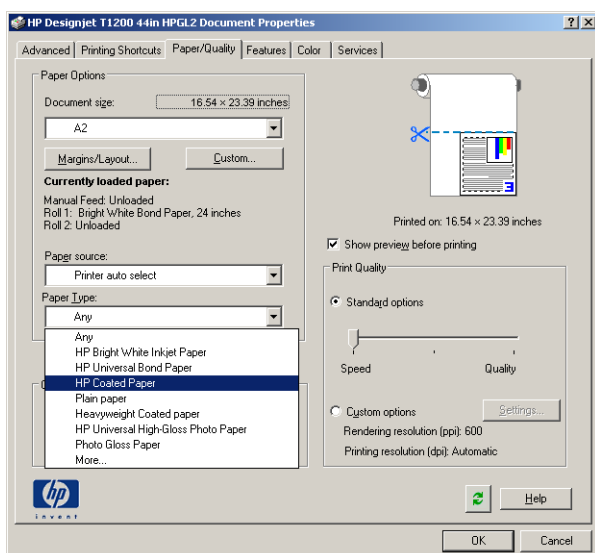 HP Designjet T1200 44in HPGL2 Document Properties
Advanced
Printing Shortcuts
Paper/Quality
Features
Color
Services
Paper Options
Document size:
16.54 × 23.39 inches
A2
Margins/Layout...
Custom...
Currently loaded paper:
Manual Feed: Unloaded
Roll 1: Bright White Bond Paper, 24 inches
Roll 2: Unloaded
Paper source:
Printer auto select
Paper Type:
Any
Any
HP Bright White Inkjet Paper
HP Universal Bond Paper
HP Coated Paper
Plain paper
Heavyweight Coated paper
HP Universal High-Gloss Photo Paper
Photo Gloss Paper
More...
3
Printed on: 16.54 × 23.39 inches
Show preview before printing
Print Quality
Standard options
Speed
Quality
Custom options
Settings...
Rendering resolution (ppi): 600
Printing resolution (dpi): Automatic
hp
invent
Help
OK
Cancel